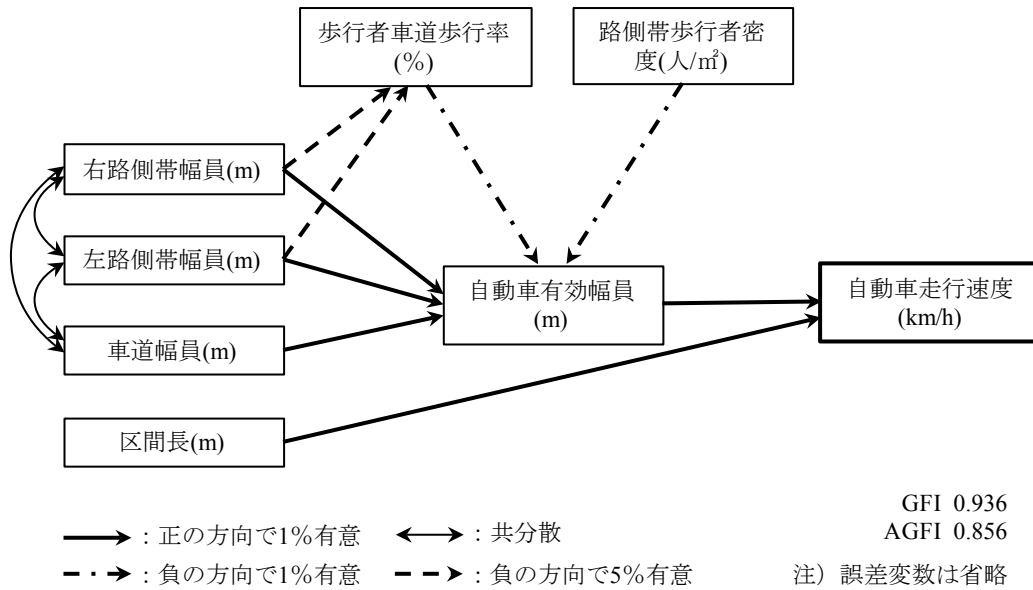 歩行者車道歩行率
(%)
路側帯歩行者密
度(人/㎡)
右路側帯幅員(m)
左路側帯幅員(m)
車道幅員(m)
区間長(m)
自動車有効幅員
(m)
自動車走行速度
(km/h)
GFI 0.936
AGFI 0.856
：正の方向で1%有意
：共分散
：負の方向で1%有意
：負の方向で5%有意
注）誤差変数は省略